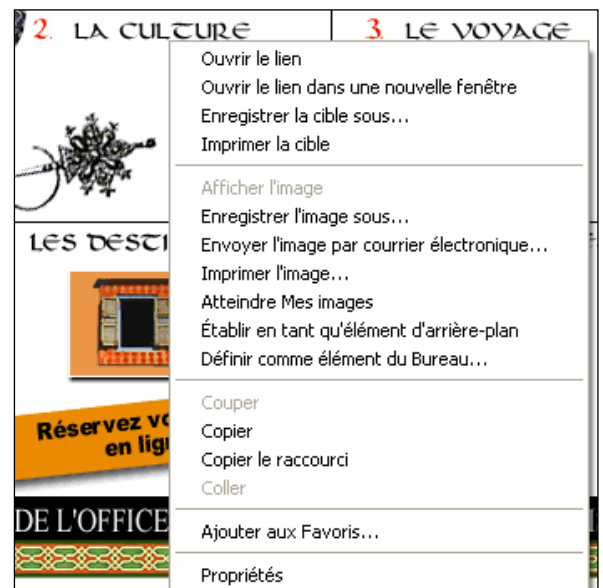 2. LA CULTURE
3. LE VOYAGE
Ouvrir le lien
Ouvrir le lien dans une nouvelle fenêtre
Enregistrer la cible sous...
Imprimer la cible
Afficher l'image
Enregistrer l'image sous...
Envoyer l'image par courrier électronique...
Imprimer l'image...
Atteindre Mes images
Établir en tant qu'élément d'arrière-plan
Définir comme élément du Bureau...
Couper
Copier
Copier le raccourci
Coller
Ajouter aux Favoris...
Propriétés
LES DESTI
Réservez vo
en lig
DE L'OFFICE